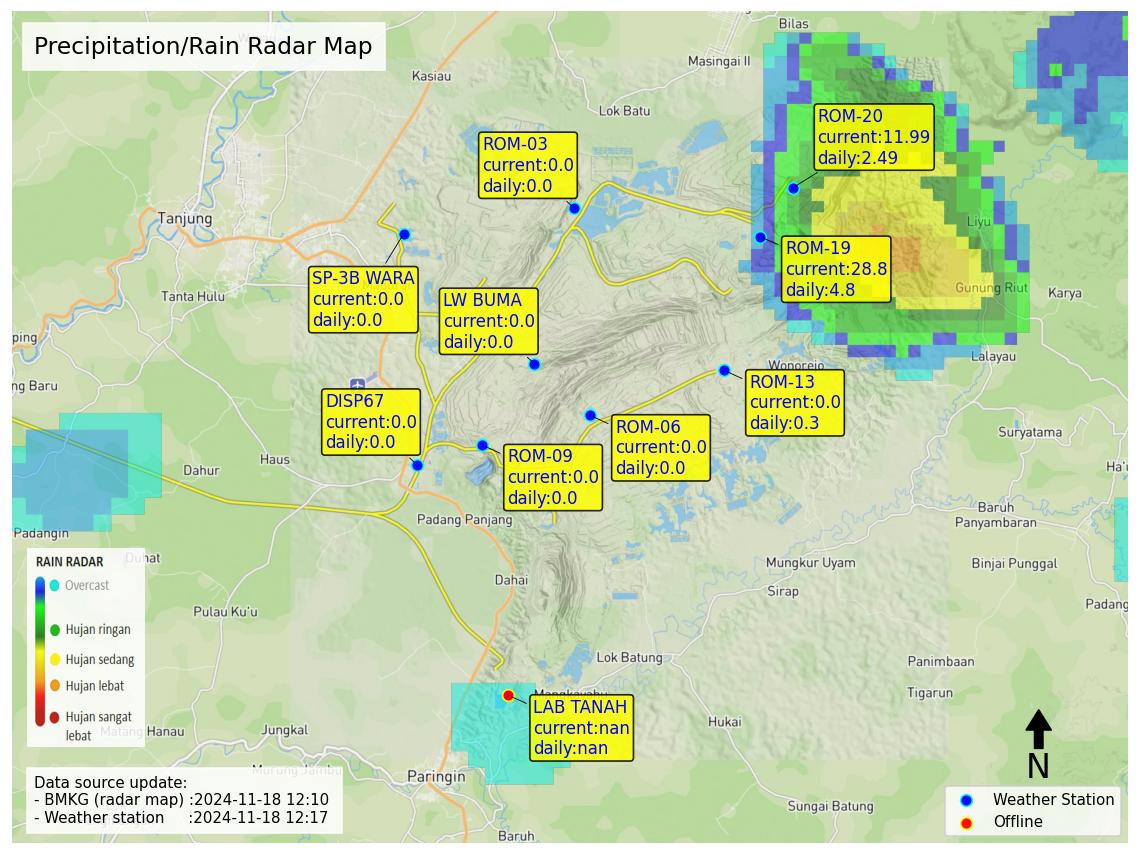 Precipitation/Rain Radar Map
Bilas
Kasiau
Masingai II
Lok Batu
ROM-20
current:11.99
daily:2.49
ROM-03
current:0.0
daily:0.0
Tanjung
Liyu
ROM-19
current:28.8
daily:4.8
SP-3B WARA
current:0.0
daily:0.0
LW BUMA
current:0.0
daily:0.0
Tanta Hulu
Gunung Riut
Karya
ping
Lalayau
Wonorejo
ng Baru
ROM-13
current:0.0
daily:0.3
DISP67
current:0.0
daily:0.0
ROM-06
current:0.0
daily:0.0
Suryatama
ROM-09
current:0.0
daily:0.0
Haus
Dahur
Ha'u
Baruh
Panyambaran
Padang Panjang
Padangin
Duhat
Mungkur Uyam
Binjai Punggal
RAIN RADAR
Overcast
Hujan ringan
Hujan sedang
Hujan lebat
Hujan sangat
lebat
Dahai
Sirap
Padang
Pulau Ku'u
Lok Batung
Panimbaan
Tigarun
Mangkayahu
LAB TANAH
current:nan
daily:nan
Matang Hanau
Jungkal
Hukai
Murung Jambu
Paringin
N
Data source update:
- BMKG (radar map) :2024-11-18 12:10
- Weather station :2024-11-18 12:17
Sungai Batung
Baruh
Weather Station
Offline